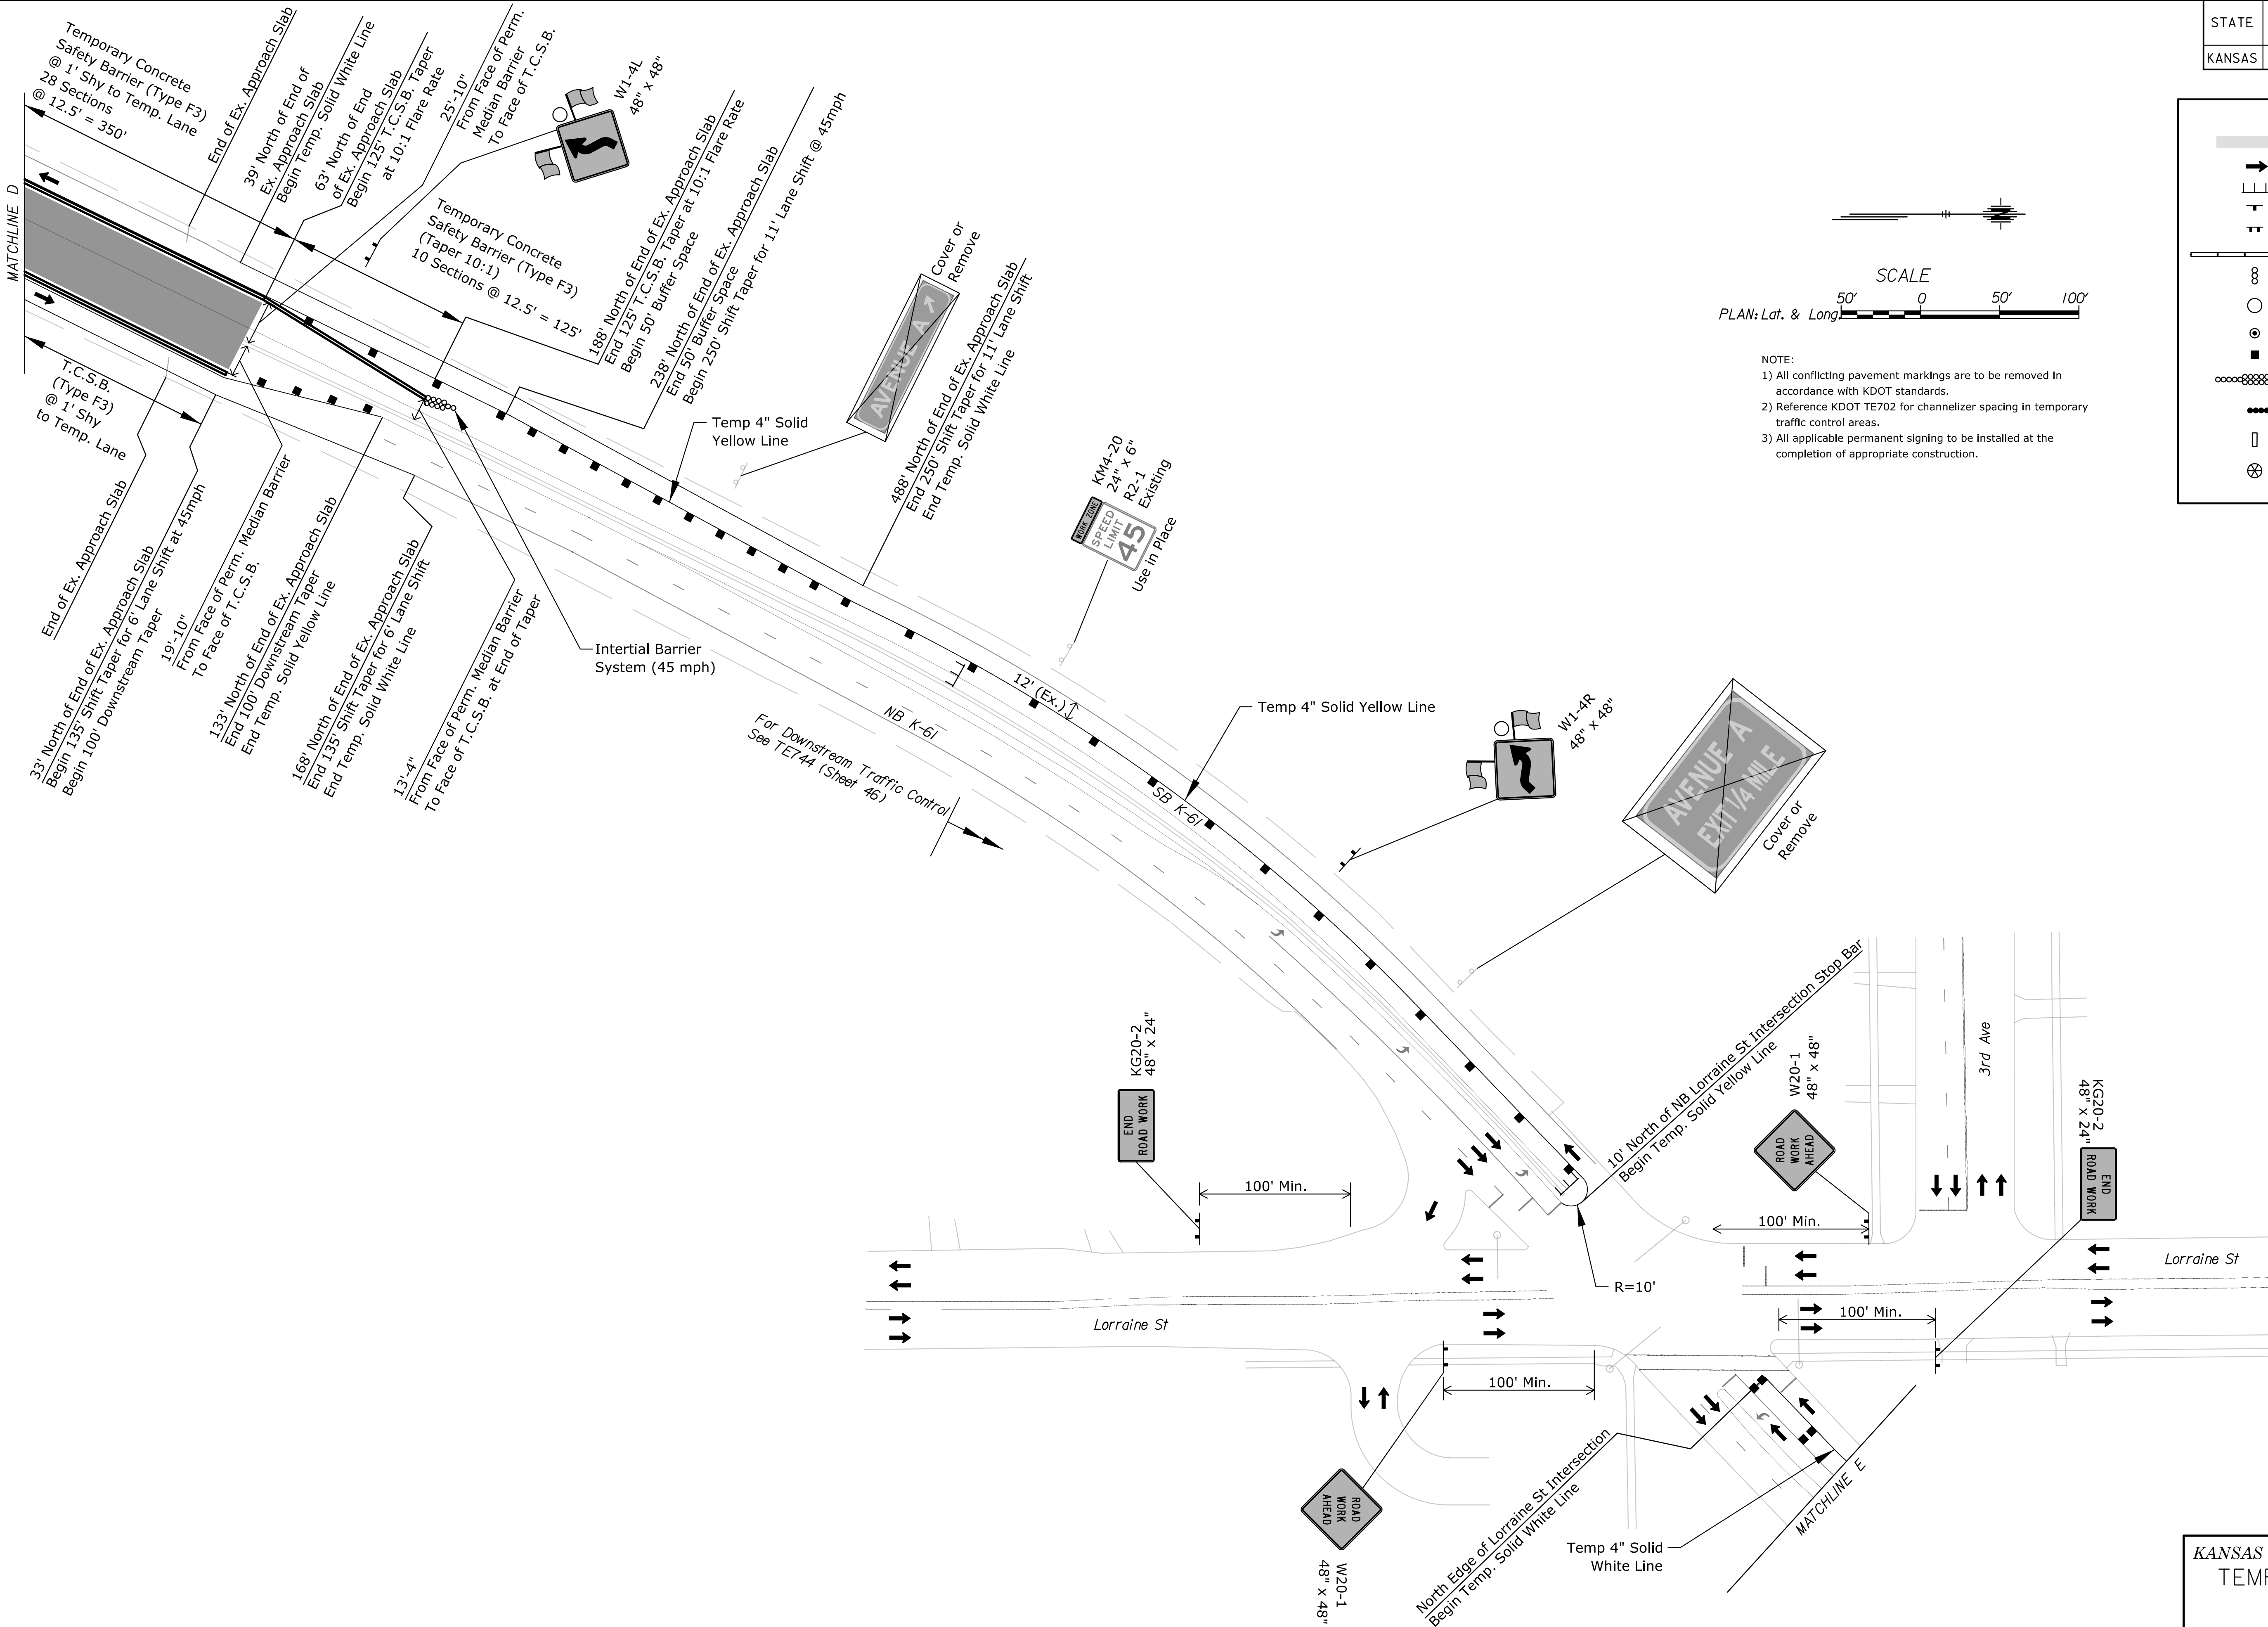 Temporary Concrete
Safety Barrier (Type F3)
@ 1' Shy to Temp. Lane
28 Sections
@ 12.5' = 350'
End of Ex. Approach Slab
39' North of End of
Ex. Approach Slab
Begin Temp. Solid White Line
63' North of End
of Ex. Approach Slab
Begin 125' T.C.S.B. Taper
at 10:1 Flare Rate
25'-10"
From Face of Perm.
Median Barrier
To Face of T.C.S.B.
W1-4L
48" x 48"
MATCHLINE D
Temporary Concrete
Safety Barrier (Type F3)
(Taper 10:1)
10 Sections @ 12.5' = 125'
188' North of End of Ex. Approach Slab
End 125' T.C.S.B. Taper at 10:1 Flare Rate
Begin 50' Buffer Space
238' North of End of Ex. Approach Slab
End 50' Buffer Space
Begin 250' Shift Taper for 11' Lane Shift @ 45mph
AVENUE A
Cover or
Remove
488' North of End of Ex. Approach Slab
End 250' Shift Taper for 11' Lane Shift
End Temp. Solid White Line
Temp 4" Solid
Yellow Line
KM4-20
24" x 6"
R2-1
Existing
WORK ZONE
SPEED
LIMIT
45
Use in Place
T.C.S.B.
(Type F3)
@ 1' Shy
to Temp. Lane
End of Ex. Approach Slab
33' North of End of Ex. Approach Slab
Begin 135' Shift Taper for 6' Lane Shift at 45mph
Begin 100' Downstream Taper
19'-10"
From Face of Perm. Median Barrier
To Face of T.C.S.B.
133' North of End of Ex. Approach Slab
End 100' Downstream Taper
End Temp. Solid Yellow Line
168' North of End of Ex. Approach Slab
End 135' Shift Taper for 6' Lane Shift
End Temp. Solid White Line
13'-4"
From Face of Perm. Median Barrier
To Face of T.C.S.B. at End of Taper
Intertial Barrier
System (45 mph)
12' (Ex.)
NB K-61
SB K-61
For Downstream Traffic Control
See TE744 (Sheet 46)
Temp 4" Solid Yellow Line
W1-4R
48" x 48"
AVENUE A
EXIT 1/4 MILE
Cover or
Remove
STATE
KANSAS
SCALE
50' 0 50' 100'
PLAN: Lat. & Long.
NOTE:
1) All conflicting pavement markings are to be removed in
accordance with KDOT standards.
2) Reference KDOT TE702 for channelizer spacing in temporary
traffic control areas.
3) All applicable permanent signing to be installed at the
completion of appropriate construction.
KG20-2
48" x 24"
END
ROAD WORK
100' Min.
10' North of NB Lorraine St Intersection Stop Bar
Begin Temp. Solid Yellow Line
W20-1
48" x 48"
ROAD
WORK
AHEAD
100' Min.
3rd Ave
KG20-2
48" x 24"
END
ROAD WORK
Lorraine St
R=10'
Lorraine St
100' Min.
100' Min.
ROAD
WORK
AHEAD
W20-1
48" x 48"
North Edge of Lorraine St Intersection
Begin Temp. Solid White Line
Temp 4" Solid
White Line
MATCHLINE E
KANSAS